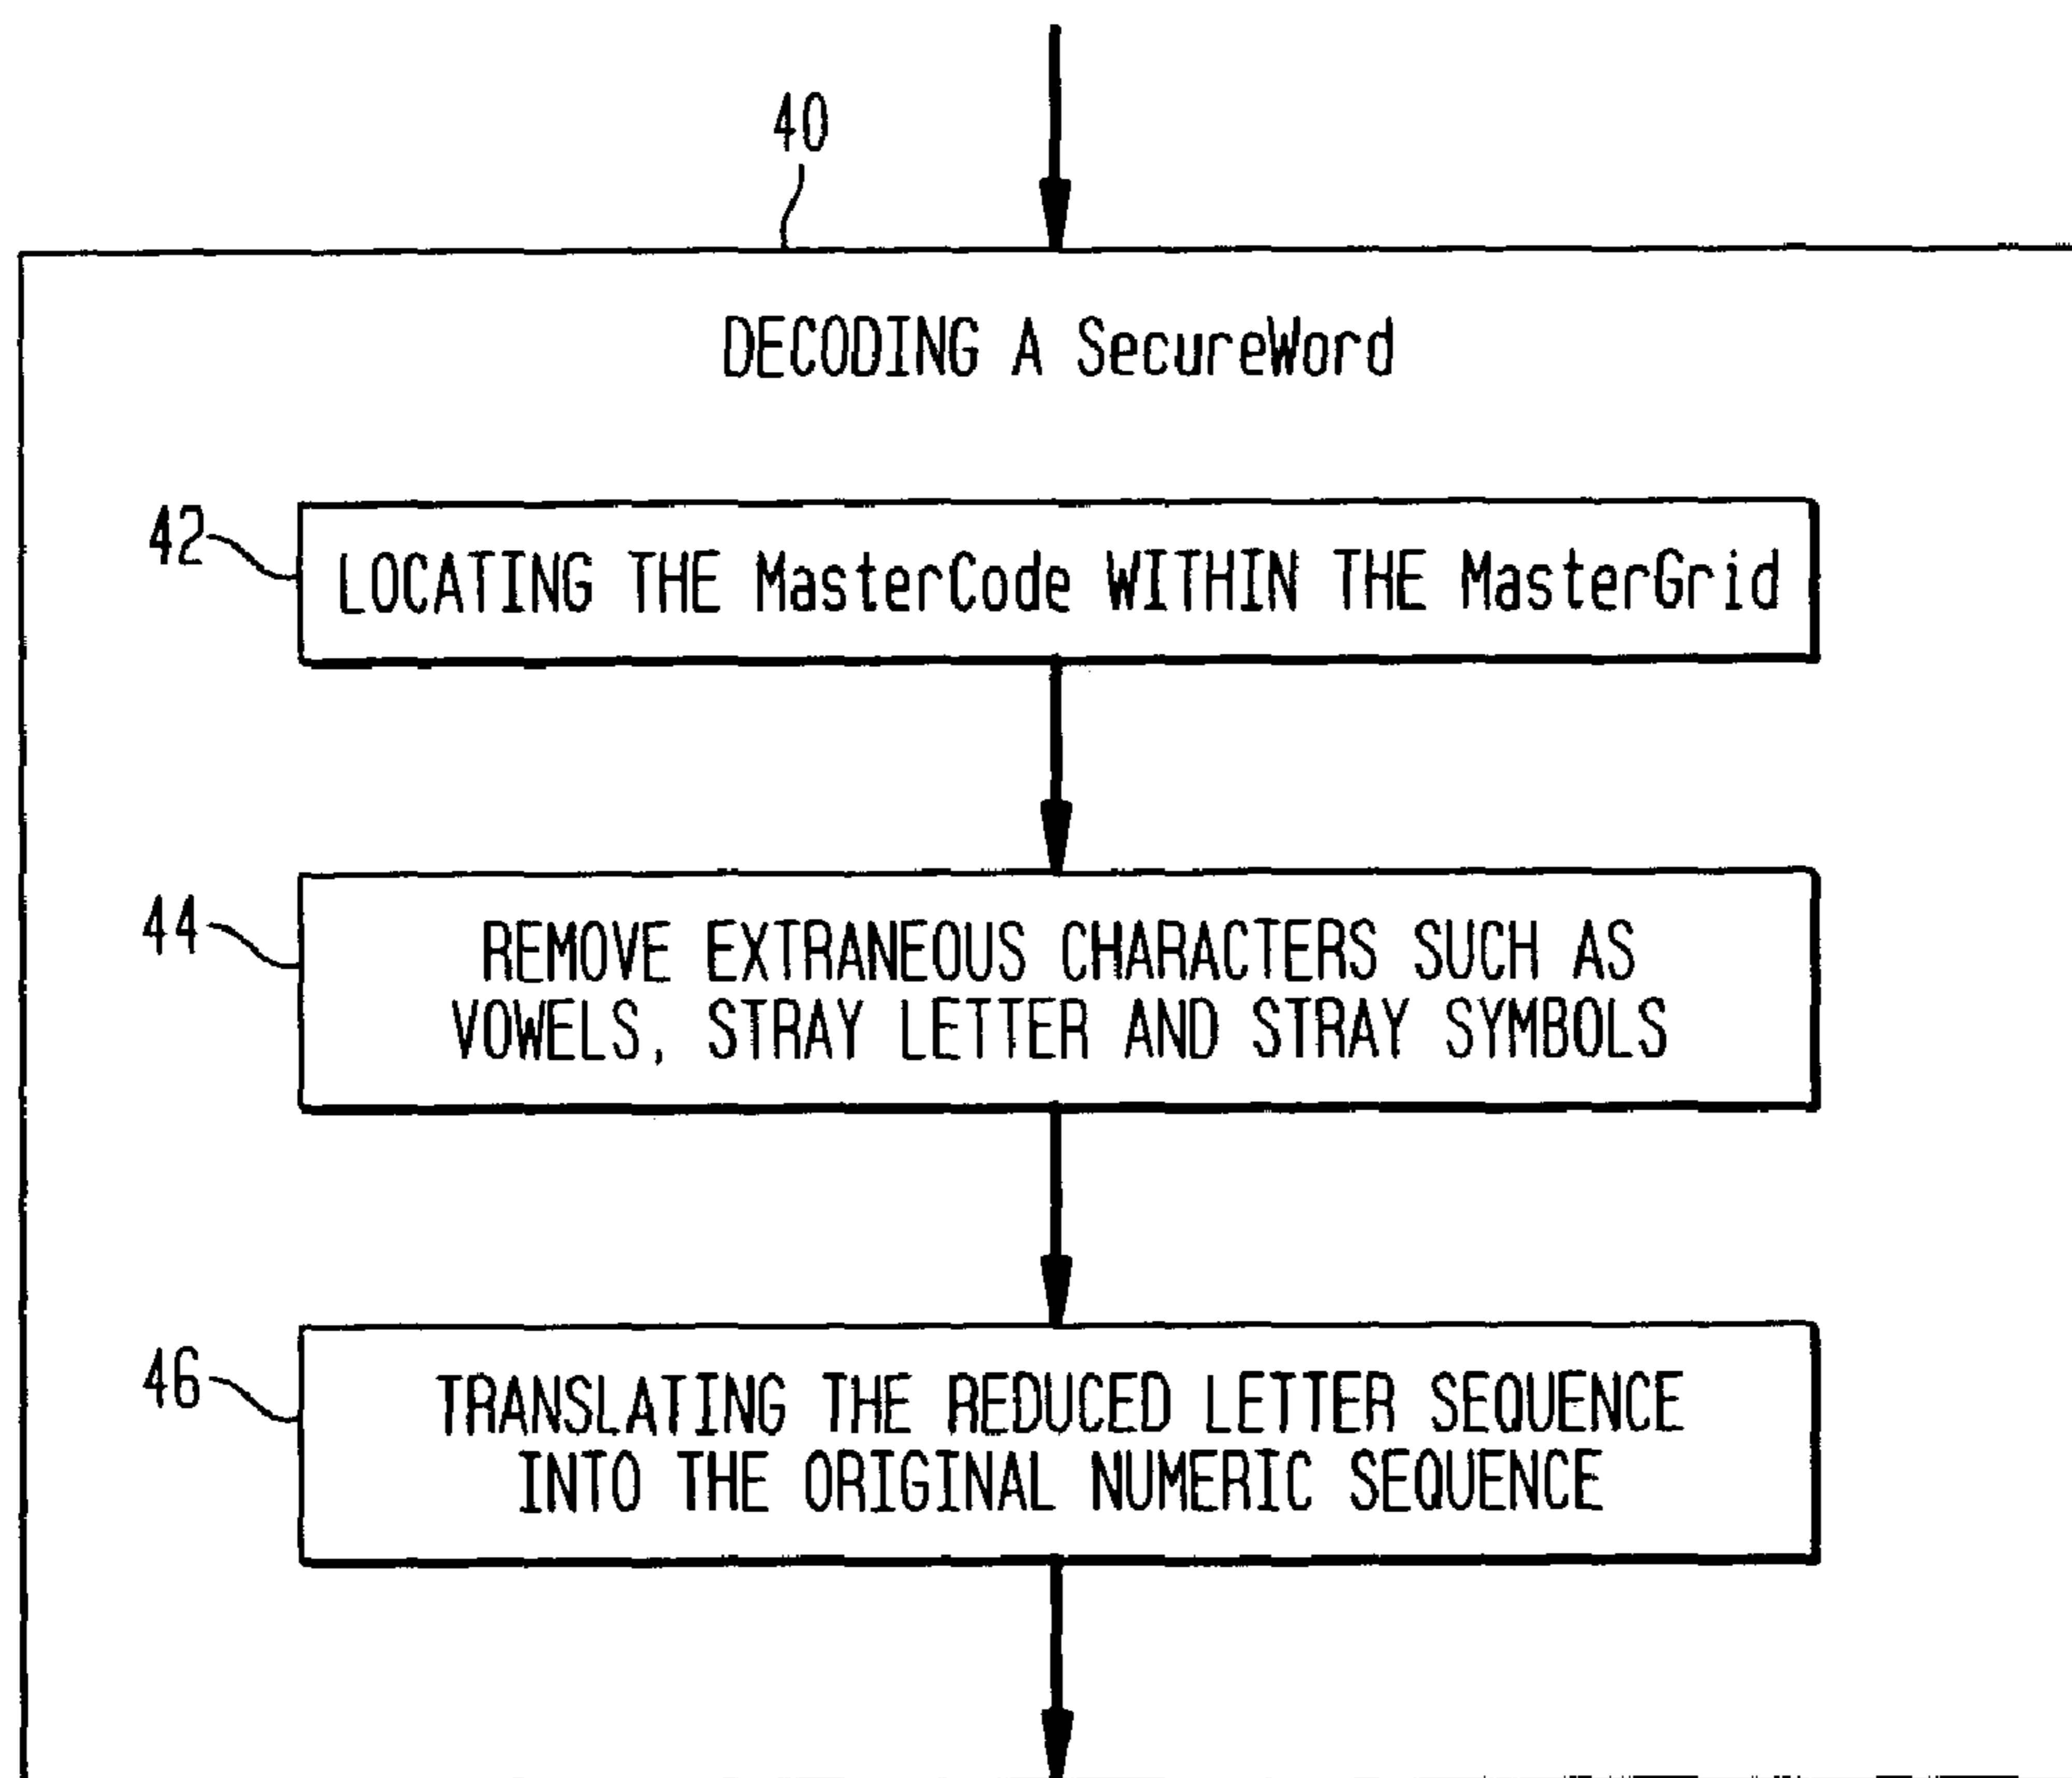 40
DECODING A SecureWord
42
LOCATING THE MasterCode WITHIN THE MasterGrid
44
REMOVE EXTRANEOUS CHARACTERS SUCH AS
VOWELS, STRAY LETTER AND STRAY SYMBOLS
46
TRANSLATING THE REDUCED LETTER SEQUENCE
INTO THE ORIGINAL NUMERIC SEQUENCE